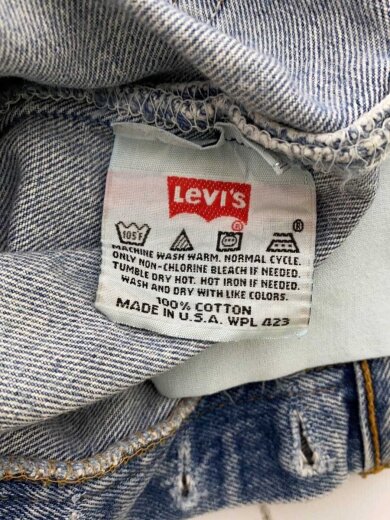 Levi's
®
105F ®
MACHINE WASH WARM. NORMAL CYCLE.
ONLY NON-CHLORINE BLEACH IF NEEDED.
TUMBLE DRY HOT. HOT IRON IF NEEDED.
WASH AND DRY WITH LIKE COLORS.
100% COTTON
MADE IN U.S.A. WPL 423